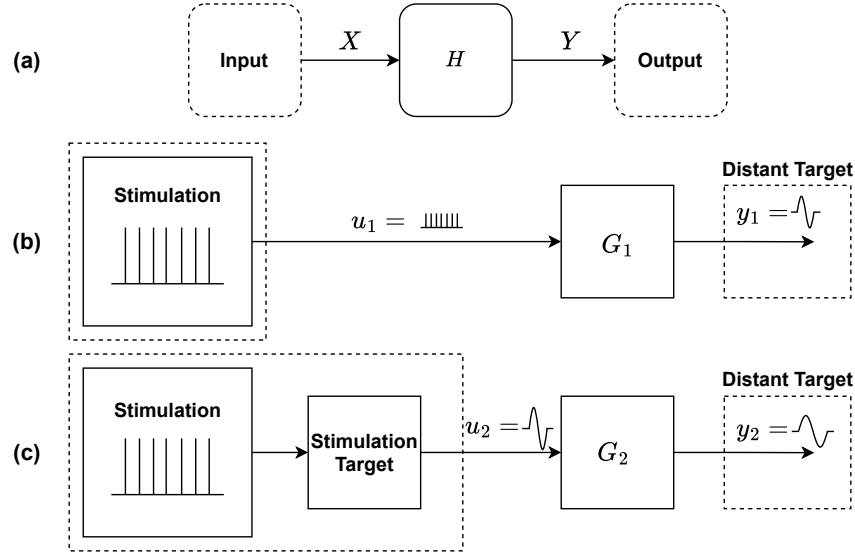 (a)
Input
X
H
Y
Output
(b)
Stimulation
u₁ =
G₁
Distant Target
y₁ =
(c)
Stimulation
Stimulation
Target
u₂ =
G₂
Distant Target
y₂ =